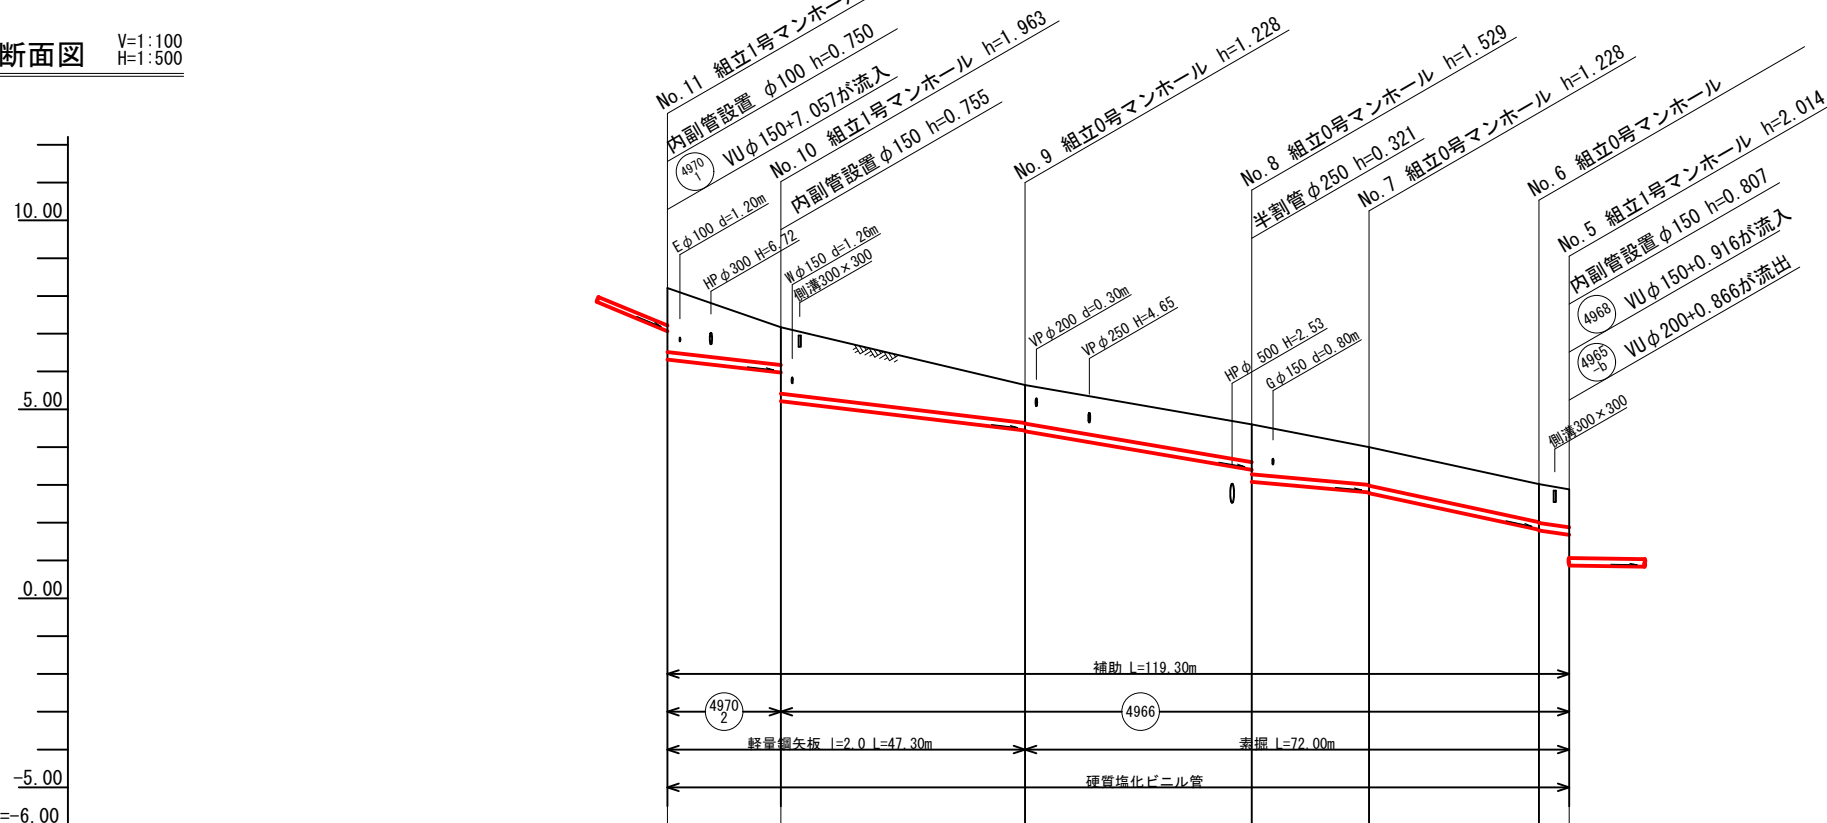 断面図
V=1:100
H=1:500
No.11 組立1号マンホール
内副管設置 φ100 h=0.750
4970
1
VUφ150+7.057が流入
No.10 組立1号マンホール h=1.963
内副管設置φ150 h=0.755
No.9 組立0号マンホール h=1.228
No.8 組立0号マンホール h=1.529
半割管φ250 h=0.321
No.7 組立0号マンホール h=1.228
No.6 組立0号マンホール
No.5 組立1号マンホール h=2.014
内副管設置φ150 h=0.807
4968
VUφ150+0.916が流入
4965
-b
VUφ200+0.866が流出
Eφ100 d=1.20m
HPφ300 H=6.72
Wφ150 d=1.26m
側溝300×300
VPφ200 d=0.30m
VPφ250 H=4.65
HPφ 500 H=2.53
Gφ150 d=0.80m
側溝300×300
10.00
5.00
0.00
-5.00
=-6.00
補助 L=119.30m
4970
2
4966
軽量鋼矢板 l=2.0 L=47.30m
素掘 L=72.00m
硬質塩化ビニル管